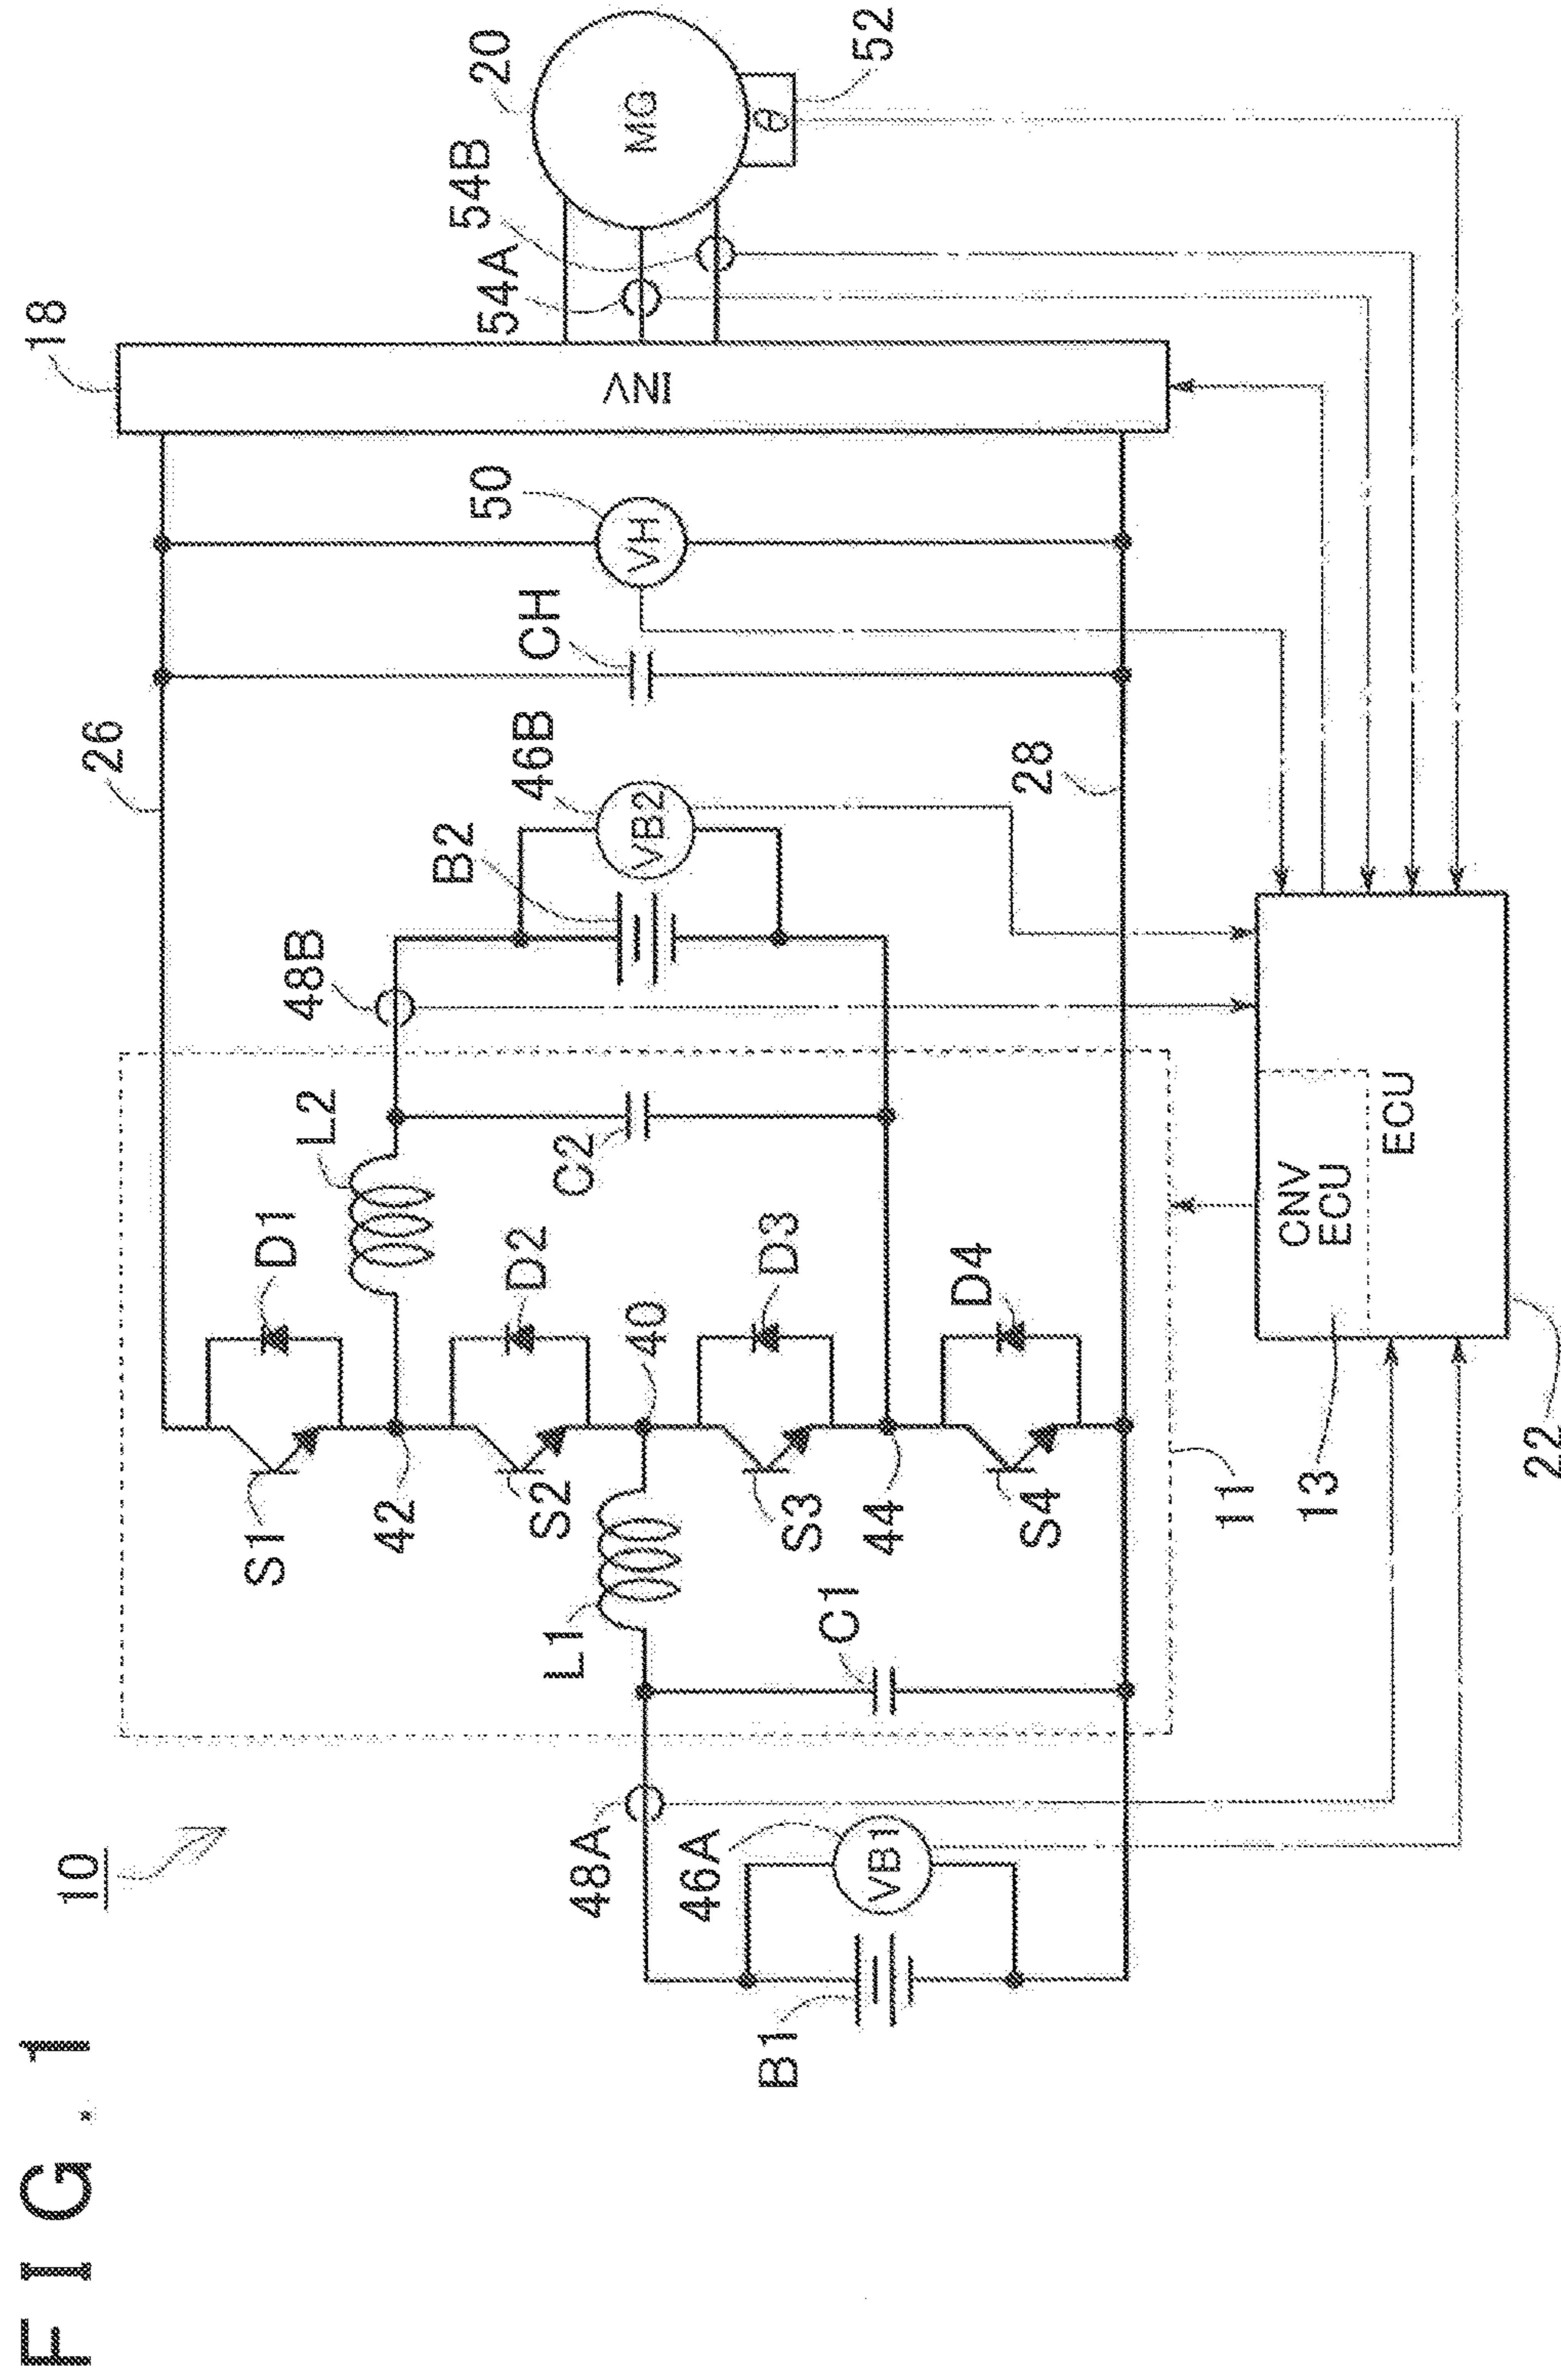 FIG. 1
10
26
18
S1
D1
L2
48B
B2
46B
CH
50
54A
54B
20
42
D2
C2
VB2
VH
INV
MG
θ
52
48A
L1
S2
40
46A
C1
S3
D3
B1
VB1
44
S4
D4
28
11
13
CNV
ECU
ECU
22